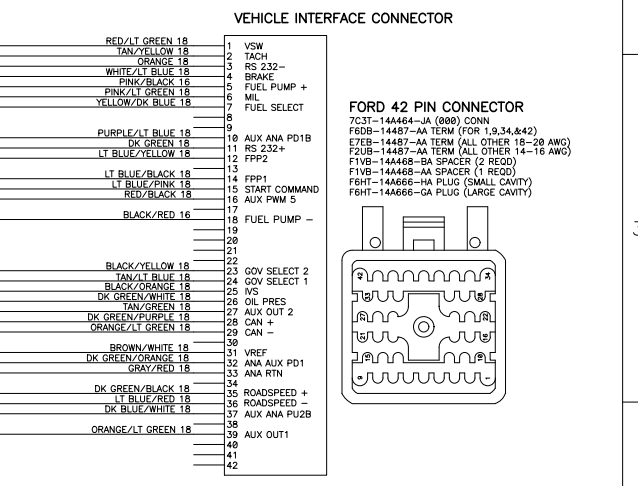 VEHICLE INTERFACE CONNECTOR
RED/LT GREEN 18 1 VSW
TAN/YELLOW 18 2 TACH
ORANGE 18 3 RS 232-
WHITE/LT BLUE 18 4 BRAKE
PINK/BLACK 16 5 FUEL PUMP +
PINK/LT GREEN 18 6 MIL
YELLOW/DK BLUE 18 7 FUEL SELECT
8
9
PURPLE/LT BLUE 18 10 AUX ANA PD1B
DK GREEN 18 11 RS 232+
LT BLUE/YELLOW 18 12 FPP2
13
LT BLUE/BLACK 18 14 FPP1
LT BLUE/PINK 18 15 START COMMAND
RED/BLACK 18 16 AUX PWM 5
17
BLACK/RED 16 18 FUEL PUMP -
19
20
21
22
BLACK/YELLOW 18 23 GOV SELECT 2
TAN/LT BLUE 18 24 GOV SELECT 1
BLACK/ORANGE 18 25 IVS
DK GREEN/WHITE 18 26 OIL PRES
TAN/GREEN 18 27 AUX OUT 2
DK GREEN/PURPLE 18 28 CAN +
ORANGE/LT GREEN 18 29 CAN -
30
BROWN/WHITE 18 31 VREF
DK GREEN/ORANGE 18 32 ANA AUX PD1
GRAY/RED 18 33 ANA RTN
34
DK GREEN/BLACK 18 35 ROADSPEED +
LT BLUE/RED 18 36 ROADSPEED -
DK BLUE/WHITE 18 37 AUX ANA PU2B
38
ORANGE/LT GREEN 18 39 AUX OUT1
40
41
42
FORD 42 PIN CONNECTOR
7C3T-14A464-JA (000) CONN
F6DB-14487-AA TERM (FOR 1,9,34,&42)
E7EB-14487-AA TERM (ALL OTHER 18-20 AWG)
F2UB-14487-AA TERM (ALL OTHER 14-16 AWG)
F1VB-14A468-BA SPACER (2 REQD)
F1VB-14A468-AA SPACER (1 REQD)
F6HT-14A666-HA PLUG (SMALL CAVITY)
F6HT-14A666-GA PLUG (LARGE CAVITY)
42 34
33 28
27 22
21 16
15 10
9 1